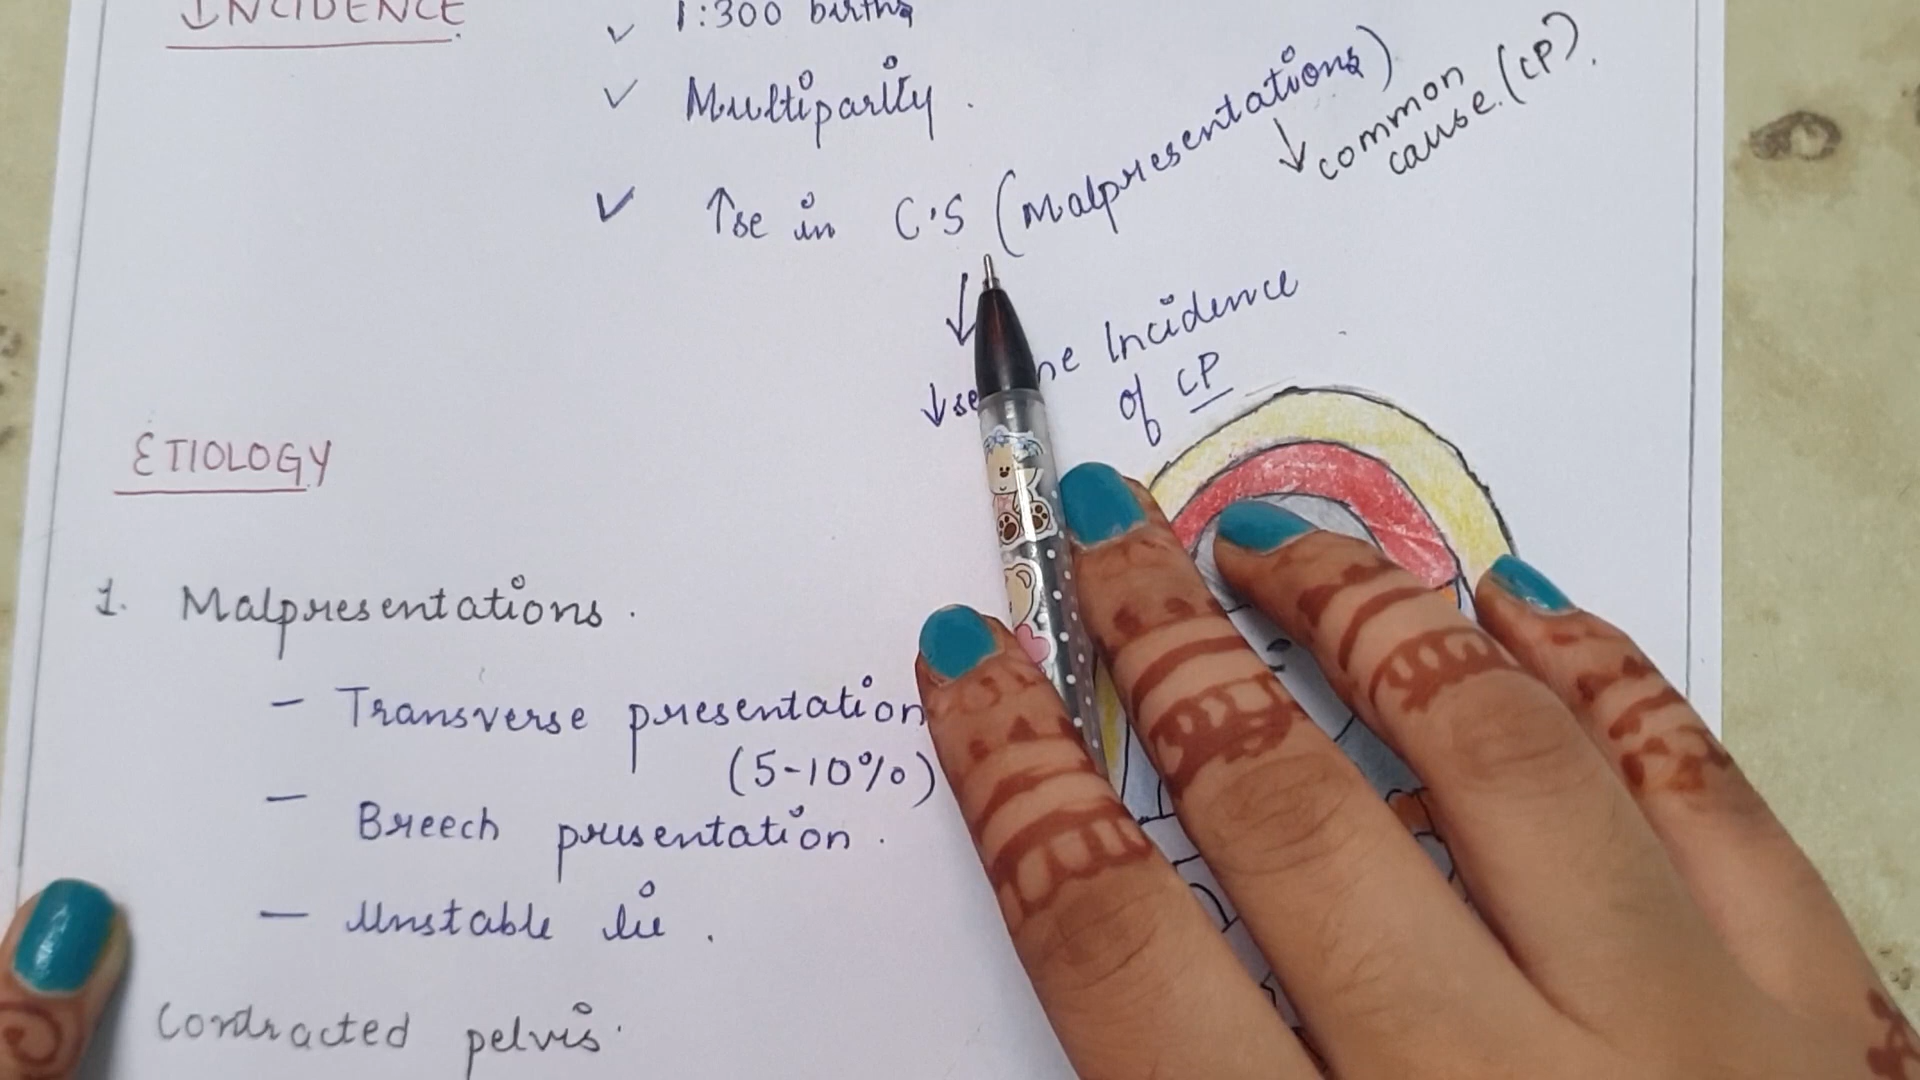 INCIDENCE
✓ 1:300 births
✓ Multiparity.
✓ ↑se in C.S (Malpresentations)
↓ common
cause. (CP).
↓
↓se Incidence
of CP
ETIOLOGY
1. Malpresentations.
- Transverse presentation
(5-10%)
- Breech presentation.
- Unstable lie.
Contracted pelvis.